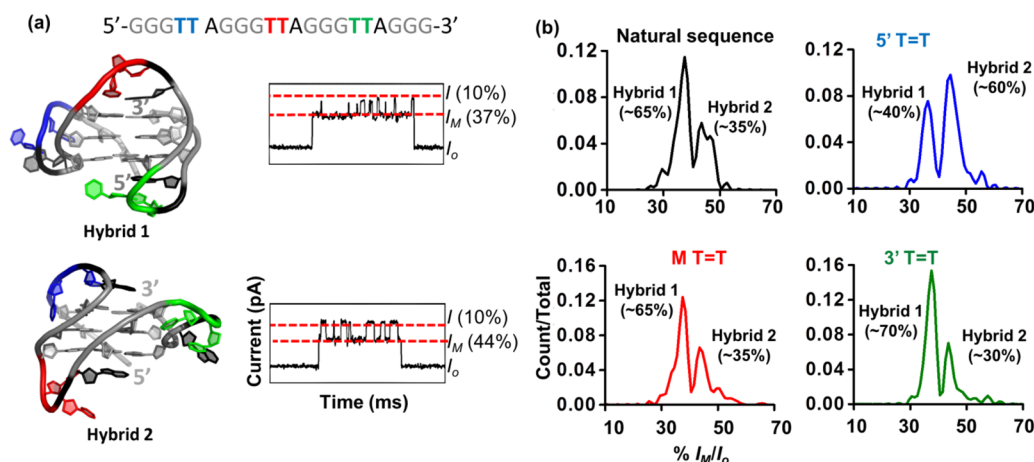 (a)
5’-GGGTT AGGGTTAGGGTTAGGG-3’
3’
5’
Hybrid 1
I (10%)
I_M (37%)
I_o
3’
5’
Hybrid 2
Current (pA)
I (10%)
I_M (44%)
I_o
Time (ms)
(b)
Natural sequence
Hybrid 1
(~65%)
Hybrid 2
(~35%)
0.12
0.08
0.04
0.00
10 30 50 70
5’ T=T
Hybrid 1
(~40%)
Hybrid 2
(~60%)
0.12
0.08
0.04
0.00
10 30 50 70
M T=T
Hybrid 1
(~65%)
Hybrid 2
(~35%)
Count/Total
0.16
0.12
0.08
0.04
0.00
10 30 50 70
3’ T=T
Hybrid 1
(~70%)
Hybrid 2
(~30%)
0.16
0.12
0.08
0.04
0.00
10 30 50 70
% I_M/I_o